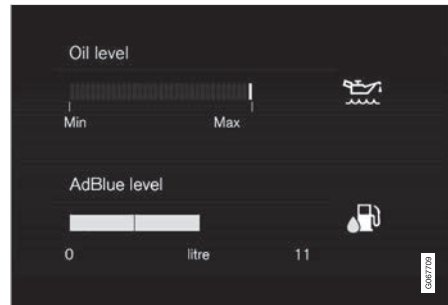 Oil level
Min Max
AdBlue level
0 litre 11
G067709